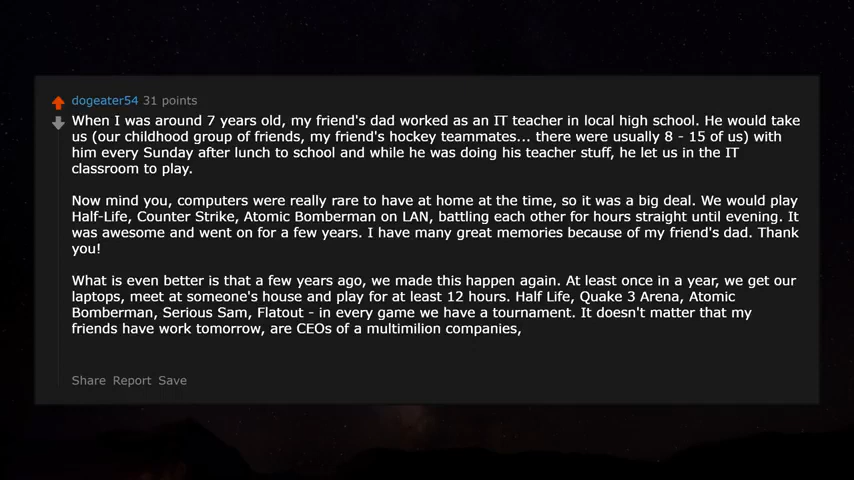 dogeater54 31 points
When I was around 7 years old, my friend's dad worked as an IT teacher in local high school. He would take
us (our childhood group of friends, my friend's hockey teammates... there were usually 8 - 15 of us) with
him every Sunday after lunch to school and while he was doing his teacher stuff, he let us in the IT
classroom to play.
Now mind you, computers were really rare to have at home at the time, so it was a big deal. We would play
Half-Life, Counter Strike, Atomic Bomberman on LAN, battling each other for hours straight until evening. It
was awesome and went on for a few years. I have many great memories because of my friend's dad. Thank
you!
What is even better is that a few years ago, we made this happen again. At least once in a year, we get our
laptops, meet at someone's house and play for at least 12 hours. Half Life, Quake 3 Arena, Atomic
Bomberman, Serious Sam, Flatout - in every game we have a tournament. It doesn't matter that my
friends have work tomorrow, are CEOs of a multimilion companies,
Share Report Save